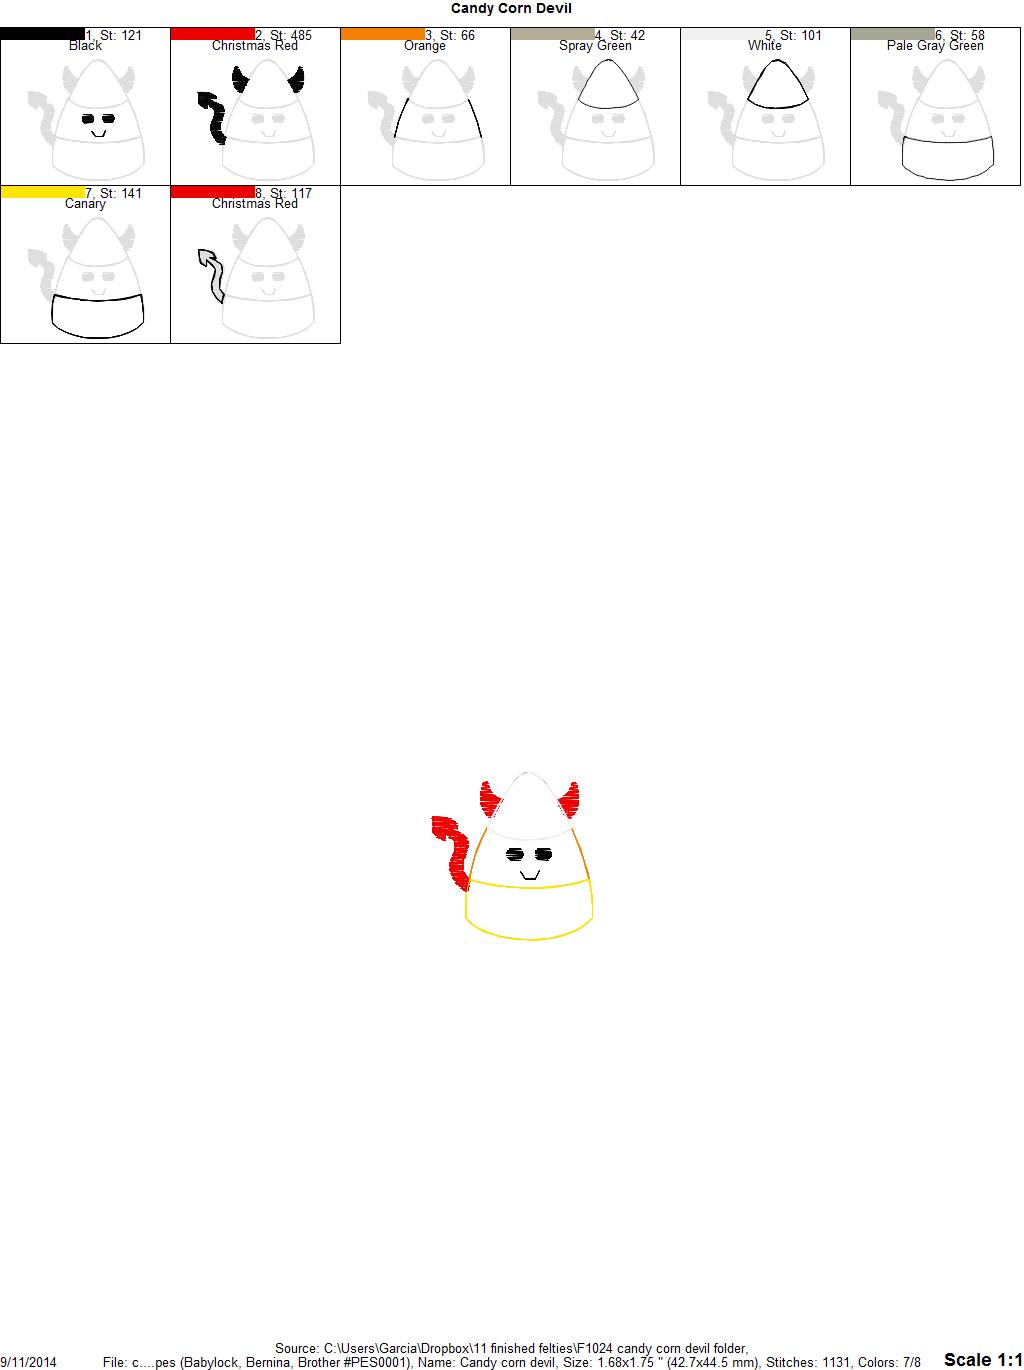 Candy Corn Devil
1, St: 121
Black
2, St: 485
Christmas Red
3, St: 66
Orange
4, St: 42
Spray Green
5, St: 101
White
6, St: 58
Pale Gray Green
7, St: 141
Canary
8, St: 117
Christmas Red
Source: C:\Users\Garcia\Dropbox\11 finished felties\F1024 candy corn devil folder,
9/11/2014 File: c....pes (Babylock, Bernina, Brother #PES0001), Name: Candy corn devil, Size: 1.68x1.75 " (42.7x44.5 mm), Stitches: 1131, Colors: 7/8 Scale 1:1